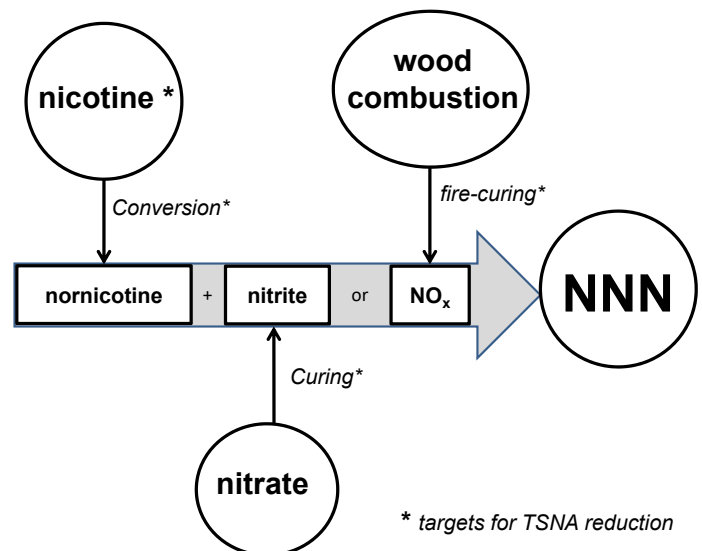 nicotine *
wood
combustion
Conversion*
fire-curing*
nornicotine + nitrite or NOx
NNN
Curing*
nitrate
* targets for TSNA reduction